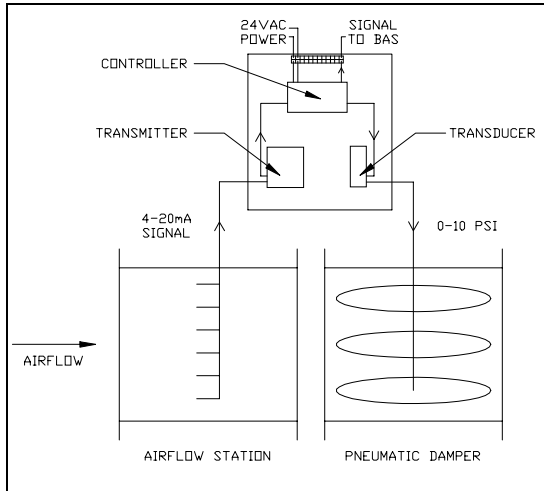 24VAC
POWER
SIGNAL
TO BAS
CONTROLLER
TRANSMITTER
TRANSDUCER
4-20mA
SIGNAL
0-10 PSI
AIRFLOW
AIRFLOW STATION
PNEUMATIC DAMPER